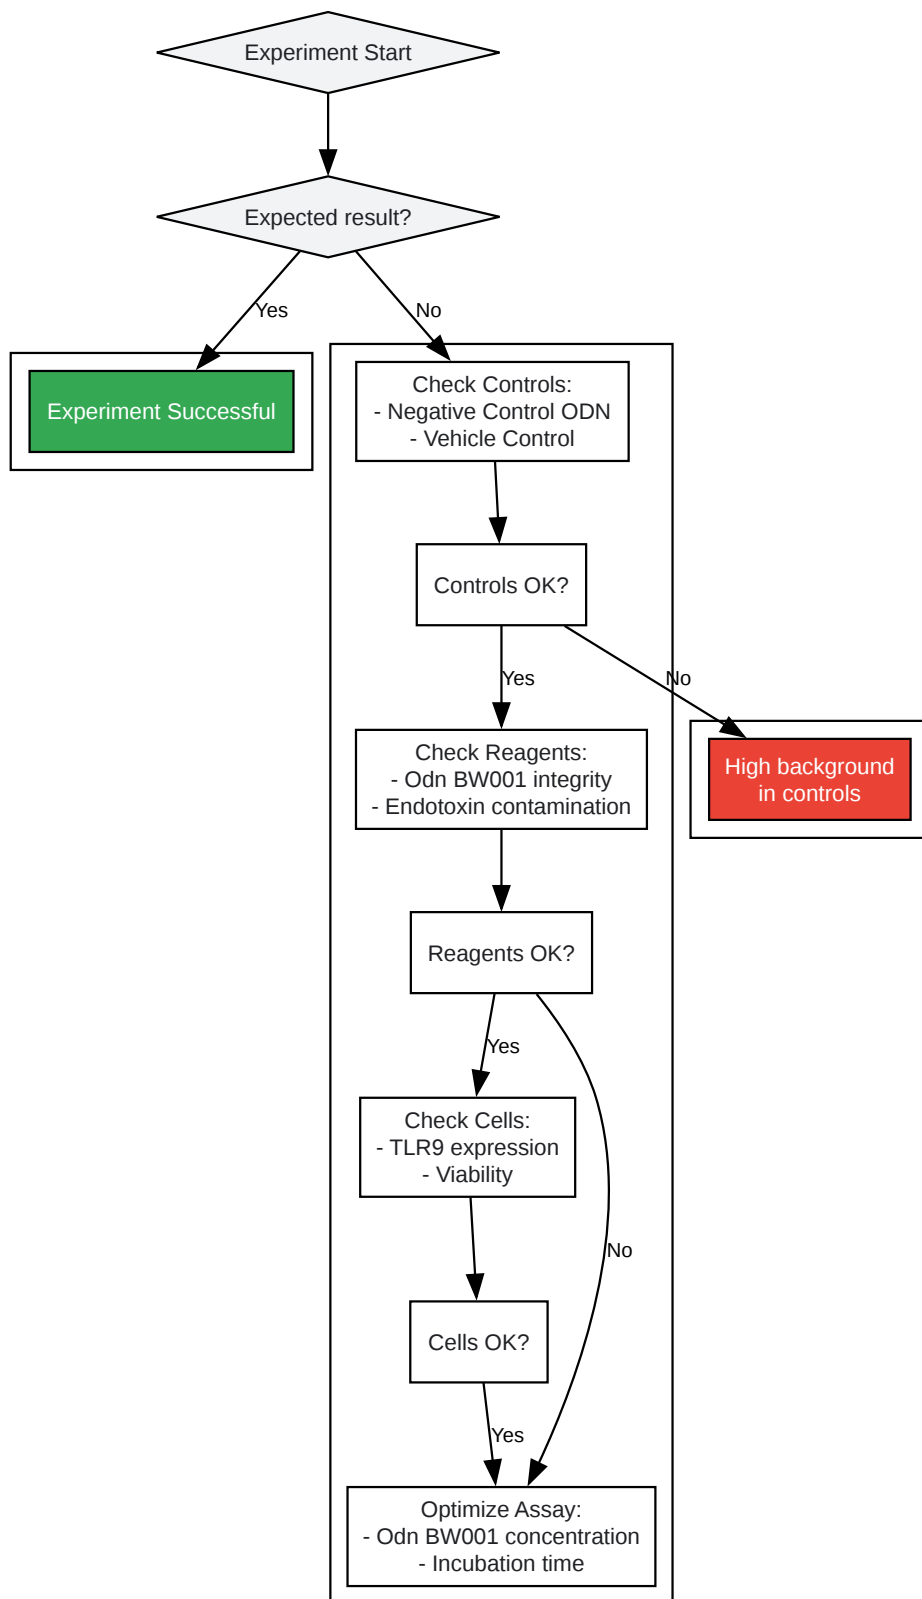 Experiment Start
Expected result?
Yes
No
Experiment Successful
Check Controls:
- Negative Control ODN
- Vehicle Control
Controls OK?
Yes
No
Check Reagents:
- Odn BW001 integrity
- Endotoxin contamination
High background
in controls
Reagents OK?
Yes
Check Cells:
- TLR9 expression
- Viability
No
Cells OK?
Yes
Optimize Assay:
- Odn BW001 concentration
- Incubation time